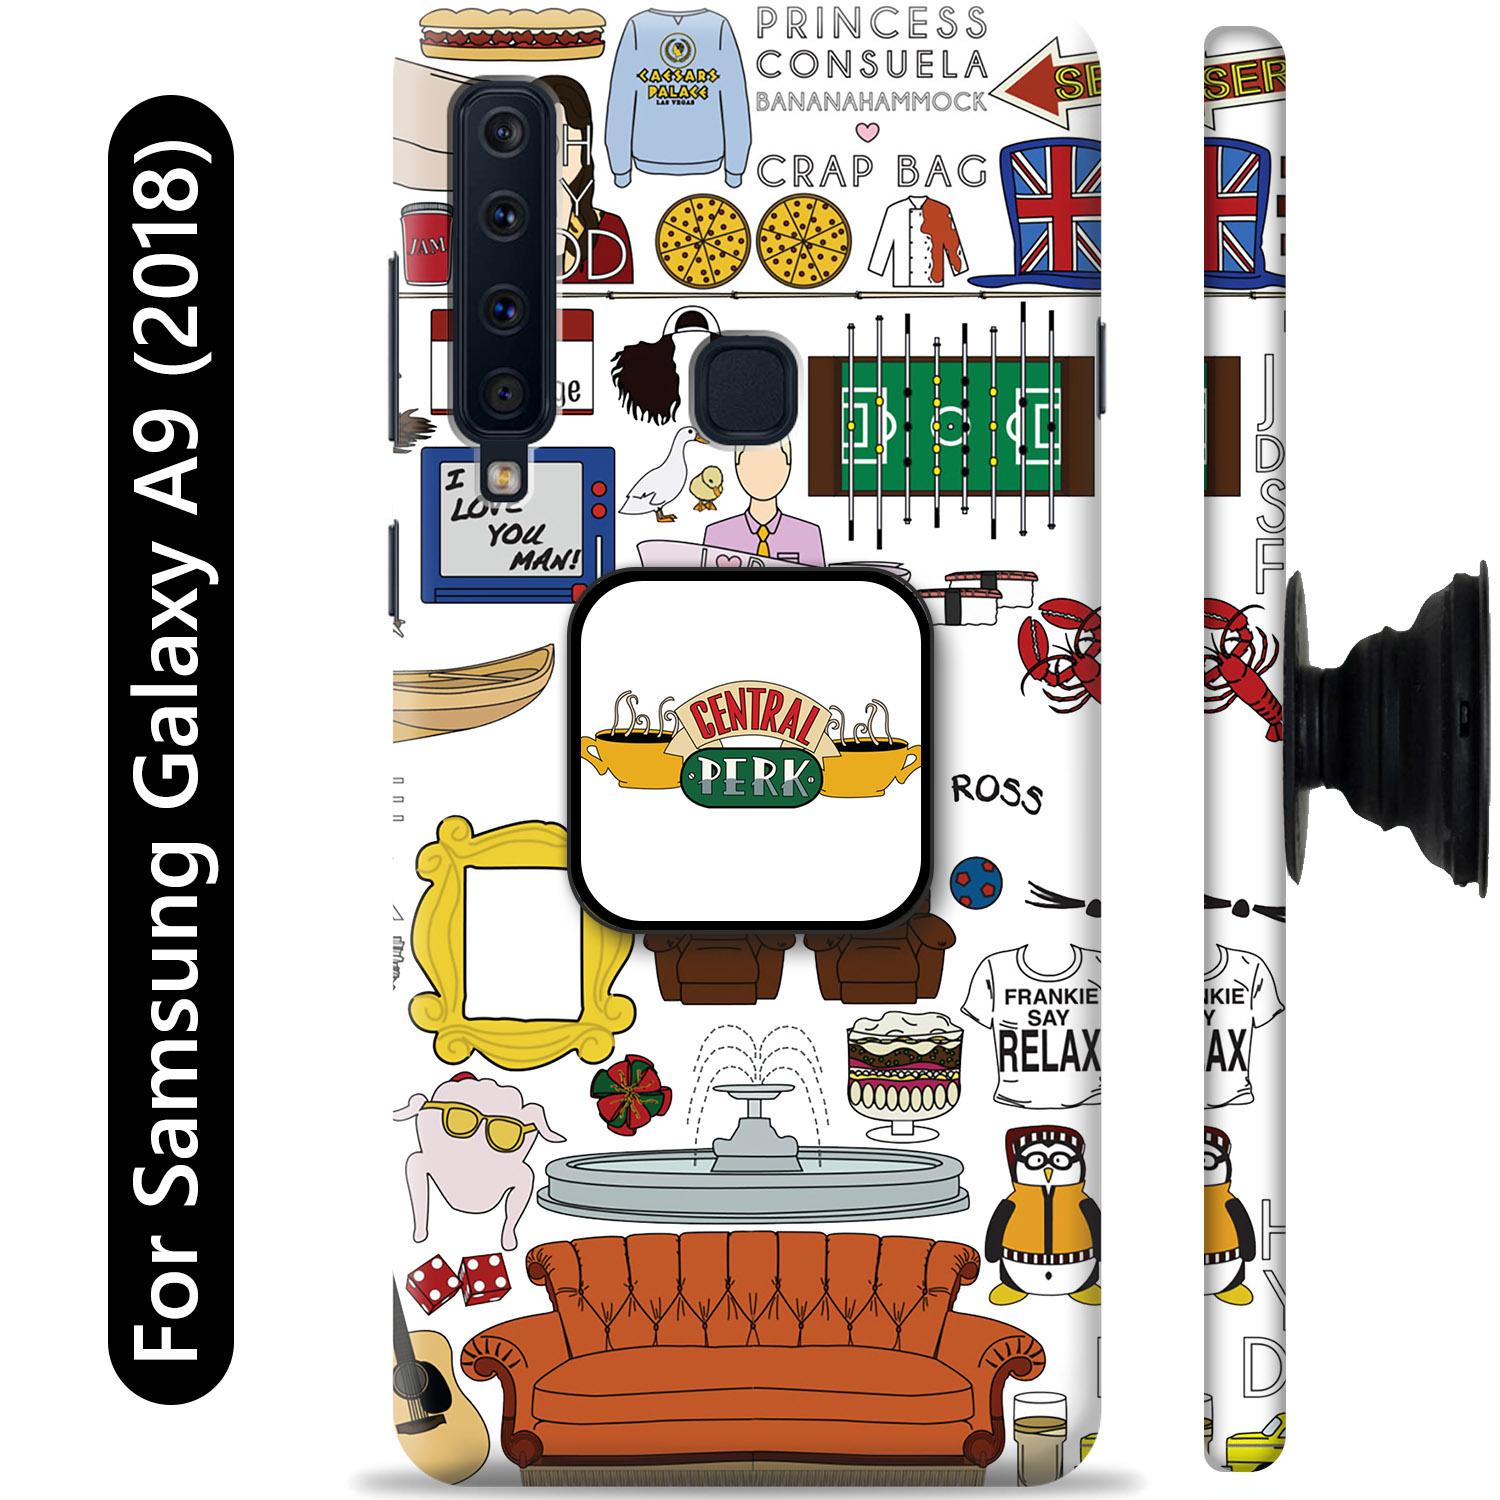 For Samsung Galaxy A9 (2018)
PRINCESS
CONSUELA
BANANAHAMMOCK
CRAP BAG
CAESARS
PALACE
LAS VEGAS
JAM
I
LOVE
YOU
MAN!
CENTRAL
PERK
ROSS
FRANKIE
SAY
RELAX